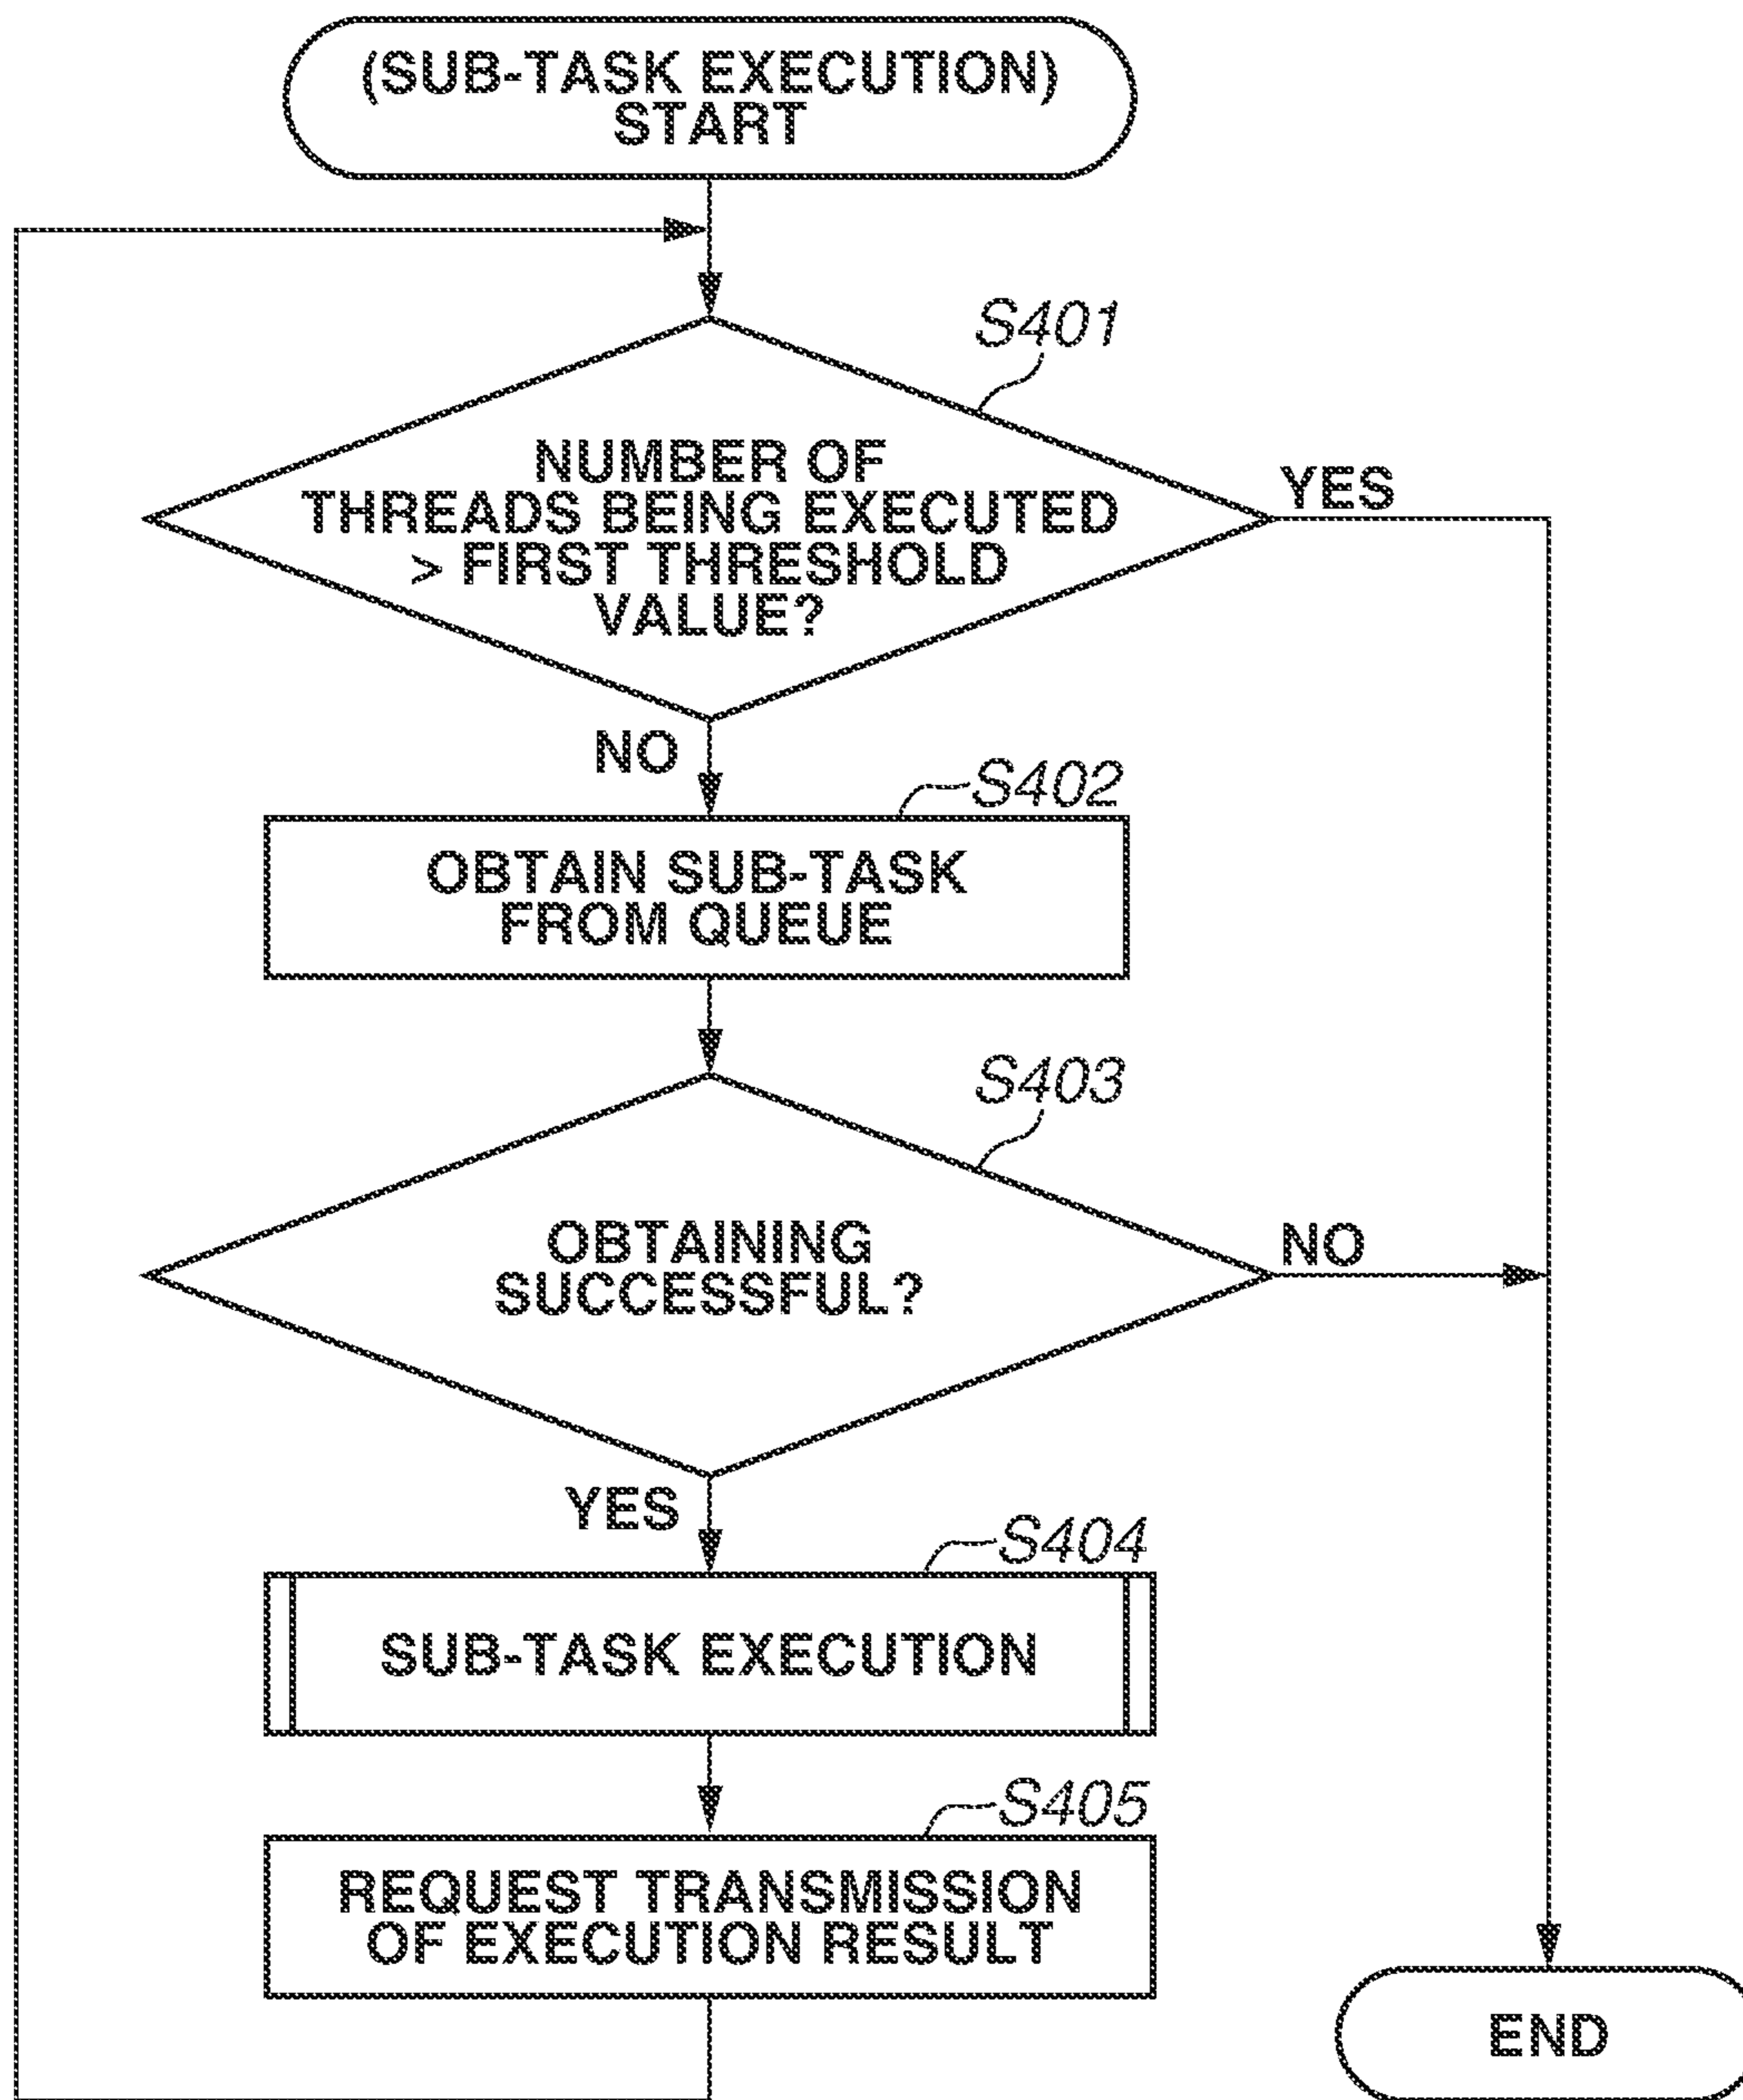 (SUB-TASK EXECUTION)
START
S401
NUMBER OF
THREADS BEING EXECUTED
> FIRST THRESHOLD
VALUE?
YES
NO
S402
OBTAIN SUB-TASK
FROM QUEUE
S403
OBTAINING
SUCCESSFUL?
NO
YES
S404
SUB-TASK EXECUTION
S405
REQUEST TRANSMISSION
OF EXECUTION RESULT
END